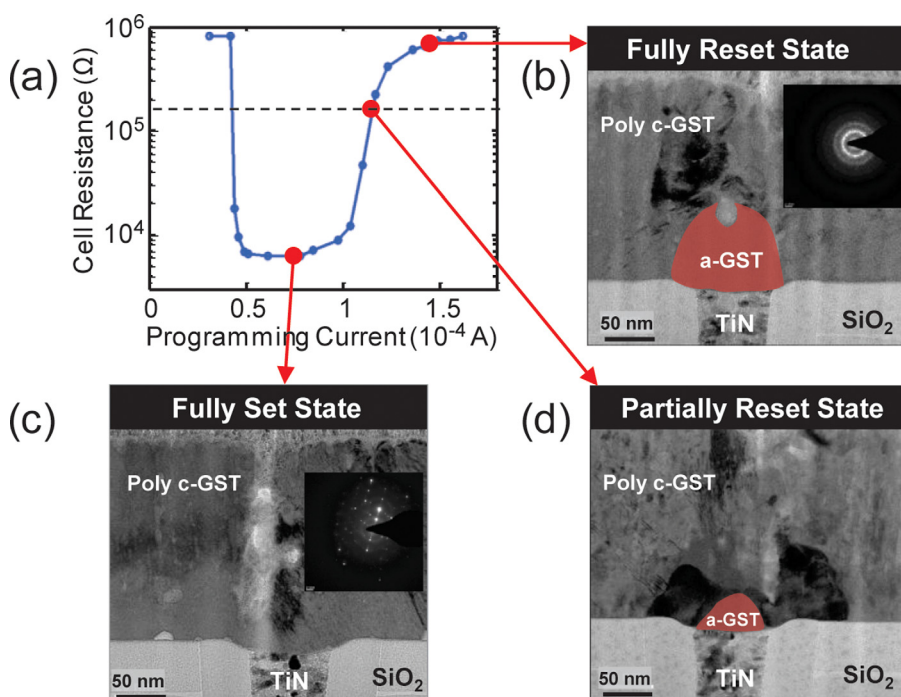 (a)
Cell Resistance (Ω)
10⁶
10⁵
10⁴
0 0.5 1 1.5
Programming Current (10⁻⁴ A)
(b)
Fully Reset State
Poly c-GST
a-GST
TiN
SiO₂
50 nm
(c)
Fully Set State
Poly c-GST
TiN
SiO₂
50 nm
(d)
Partially Reset State
Poly c-GST
a-GST
TiN
SiO₂
50 nm